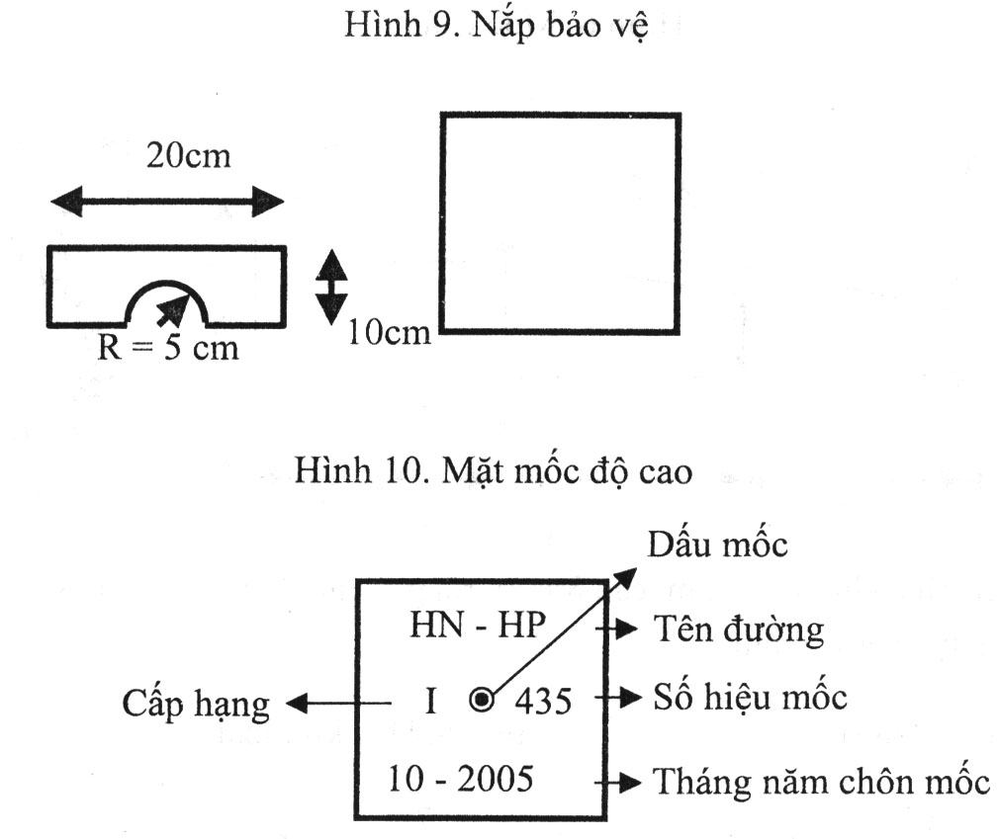 Hình 9. Nắp bảo vệ
20cm
10cm
R = 5 cm
Hình 10. Mặt mốc độ cao
Dấu mốc
HN - HP
Tên đường
Cấp hạng
I
435
Số hiệu mốc
10 - 2005
Tháng năm chôn mốc